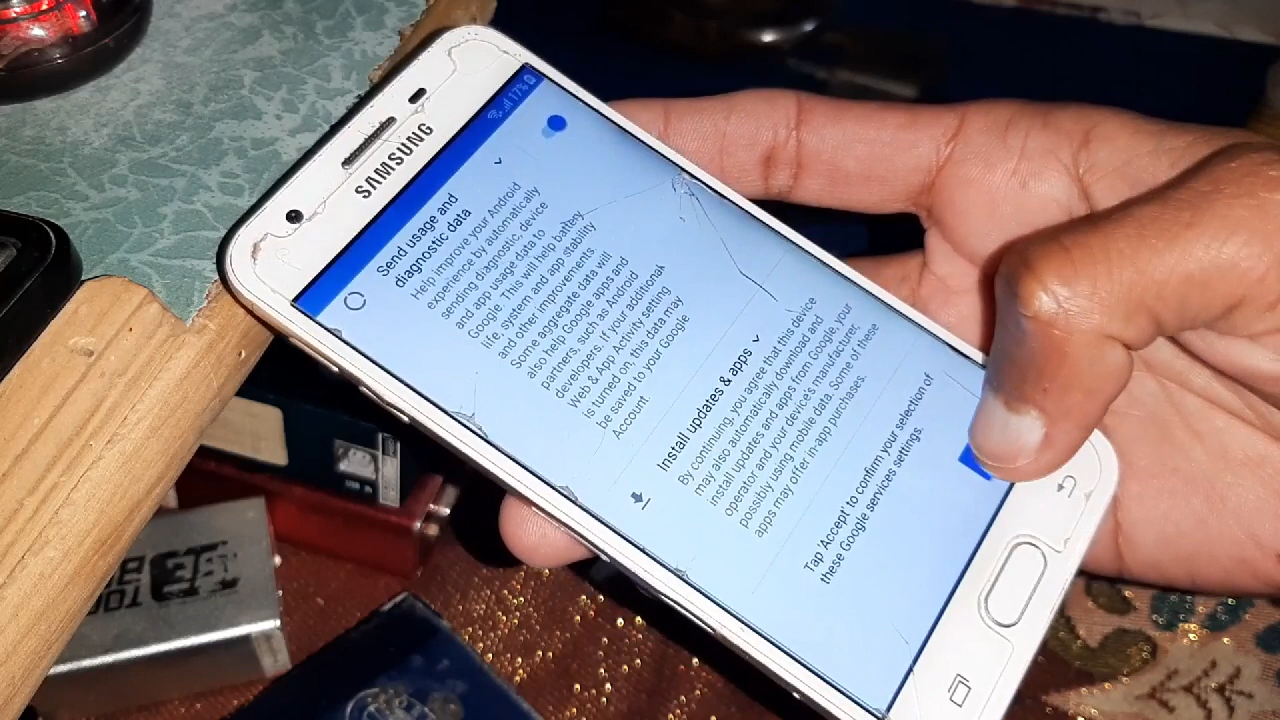 SAMSUNG
17%
Send usage and
diagnostic data
Help improve your Android
experience by automatically
sending diagnostic, device
and app usage data to
Google. This will help battery
life, system and app stability
and other improvements
Some aggregate data will
also help Google apps and
partners, such as Android
developers. If your additional
Web & App Activity setting
is turned on, this data may
be saved to your Google
Account
Install updates & apps
By continuing, you agree that this device
may also automatically download and
install updates and apps from Google, your
operator and your device's manufacturer,
possibly using mobile data. Some of these
apps may offer in-app purchases.
Tap 'Accept' to confirm your selection of
these Google services settings.